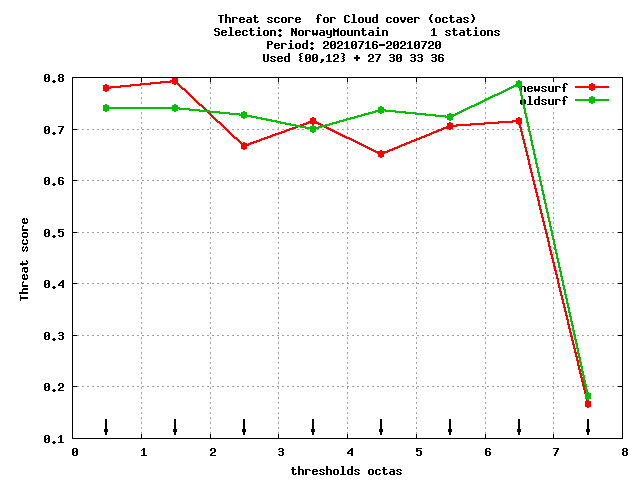 Threat score  for Cloud cover (octas)
Selection: NorwayMountain      1 stations
Period: 20210716-20210720
Used {00,12} + 27 30 33 36
newsurf
oldsurf
0.8
0.7
0.6
0.5
0.4
0.3
0.2
0.1
Threat score
0 1 2 3 4 5 6 7 8
thresholds octas